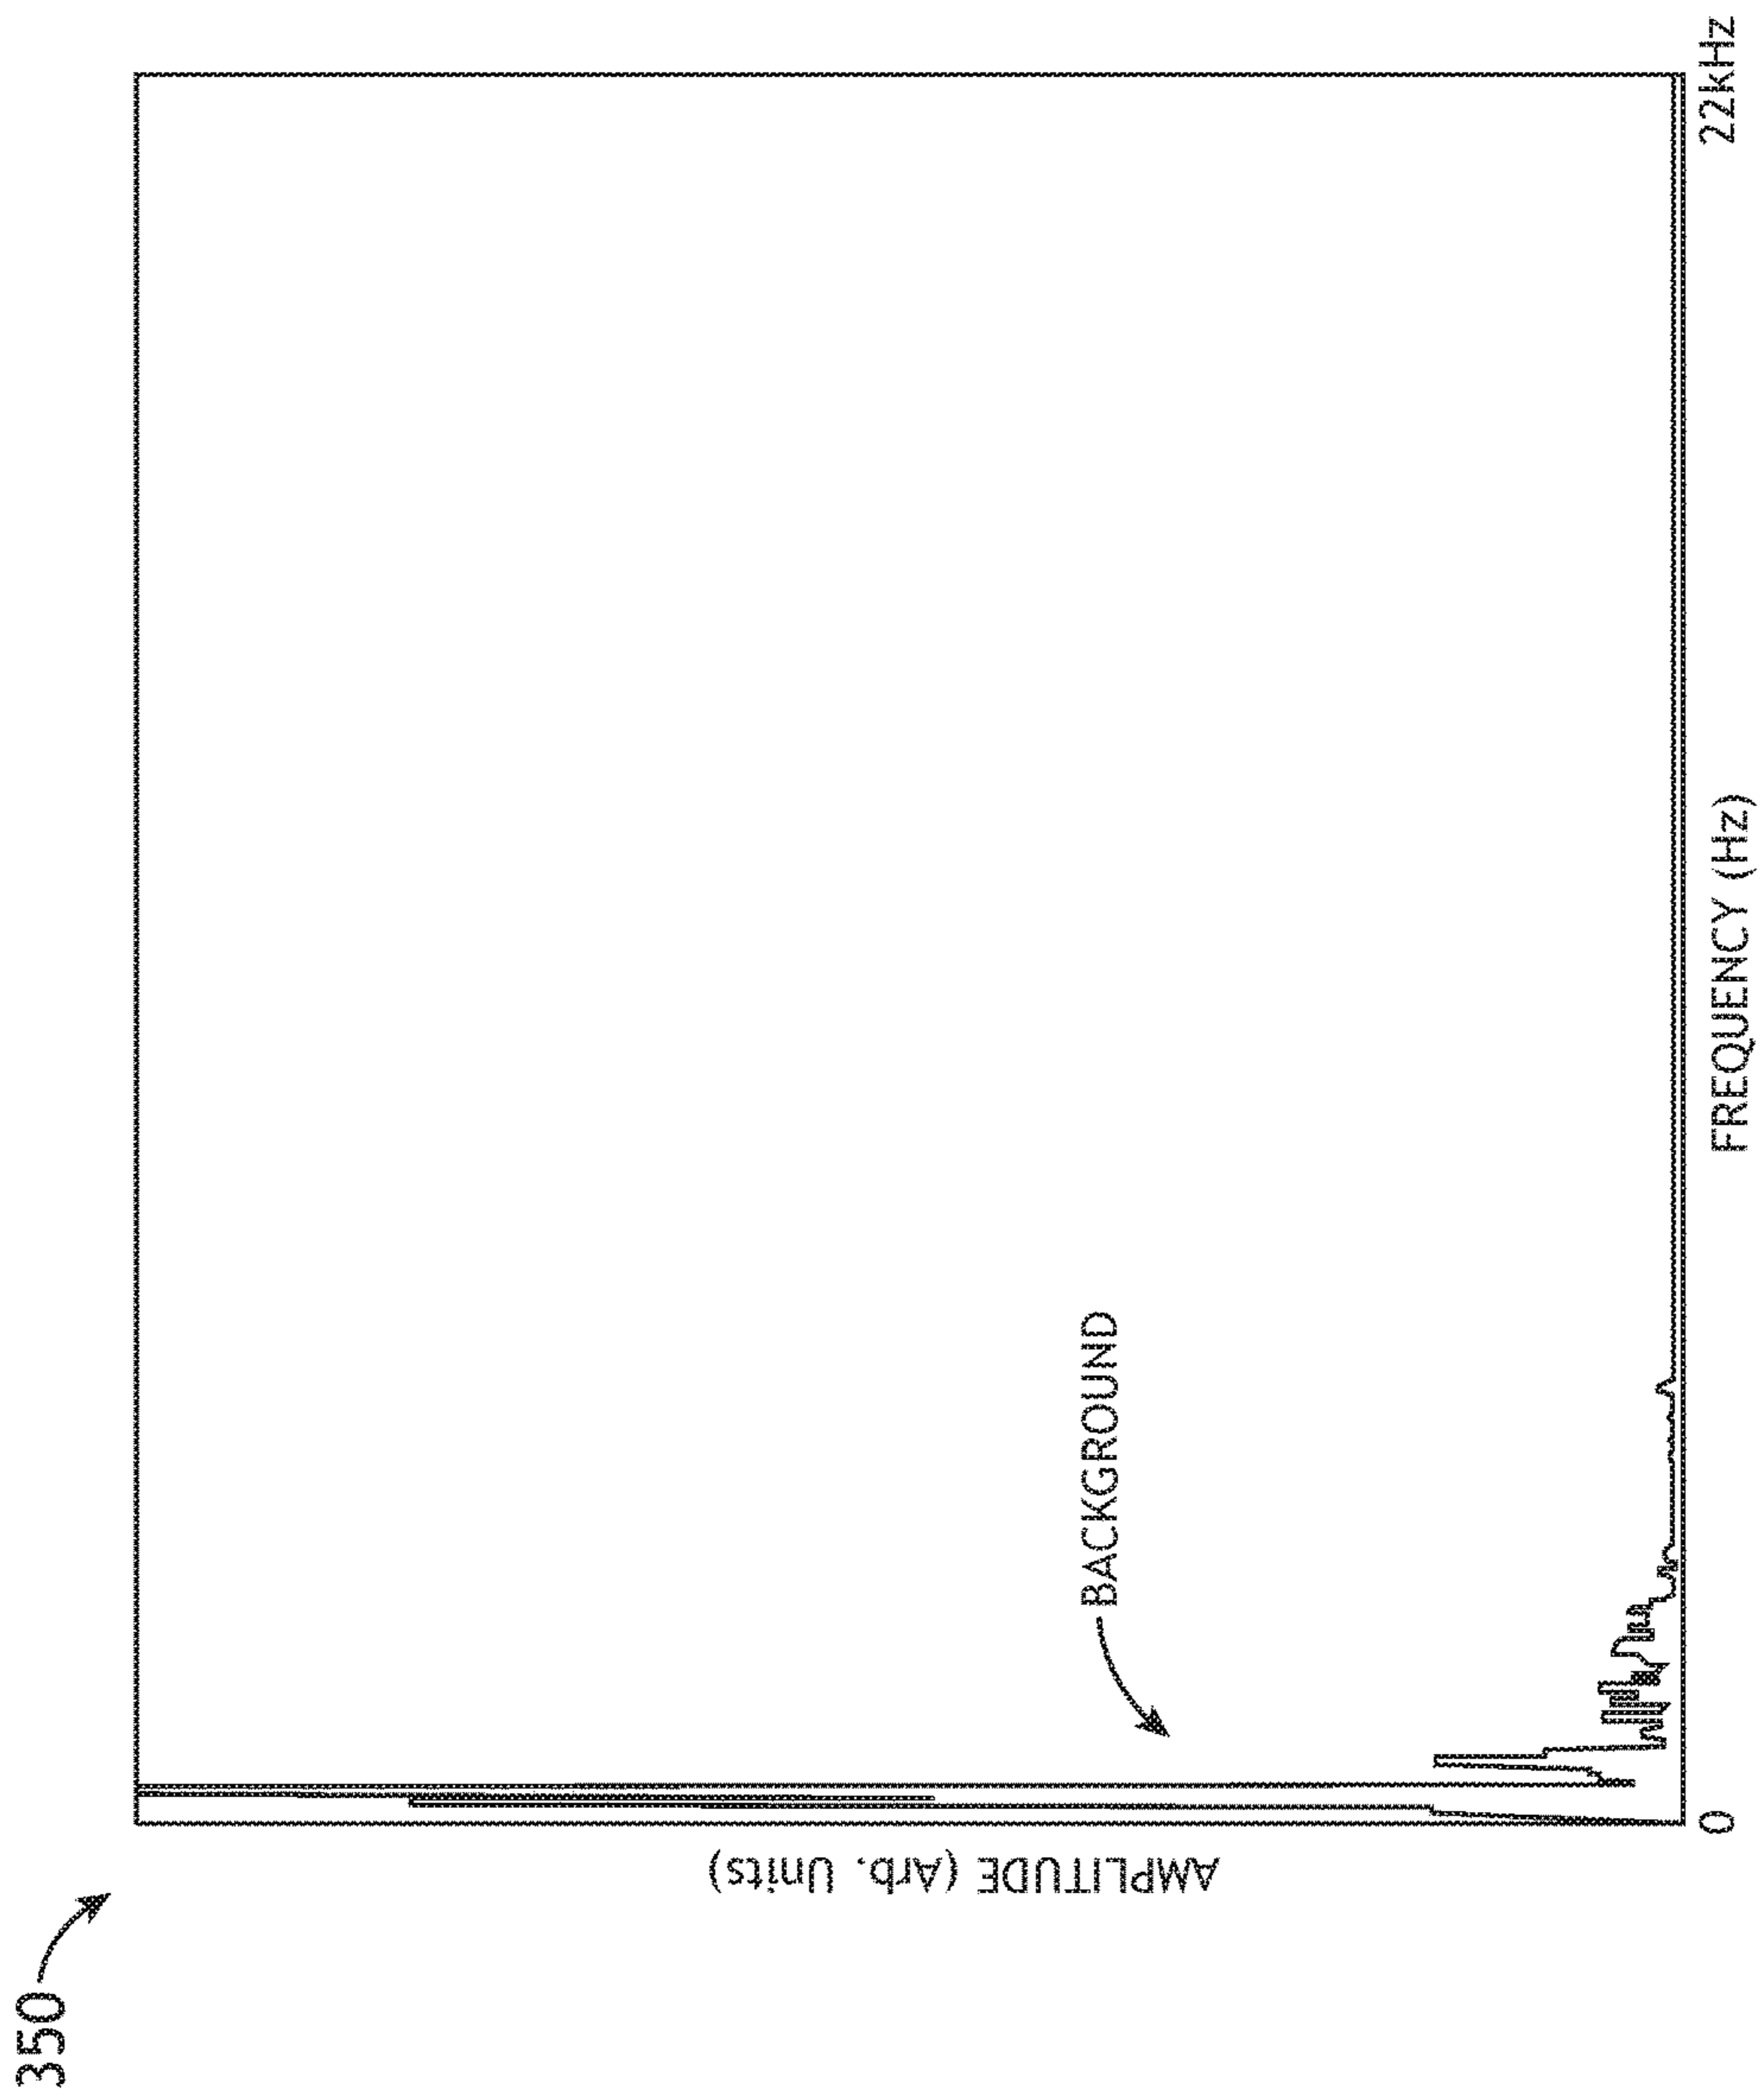 350
AMPLITUDE (Arb. Units)
BACKGROUND
0
FREQUENCY (Hz)
22kHz